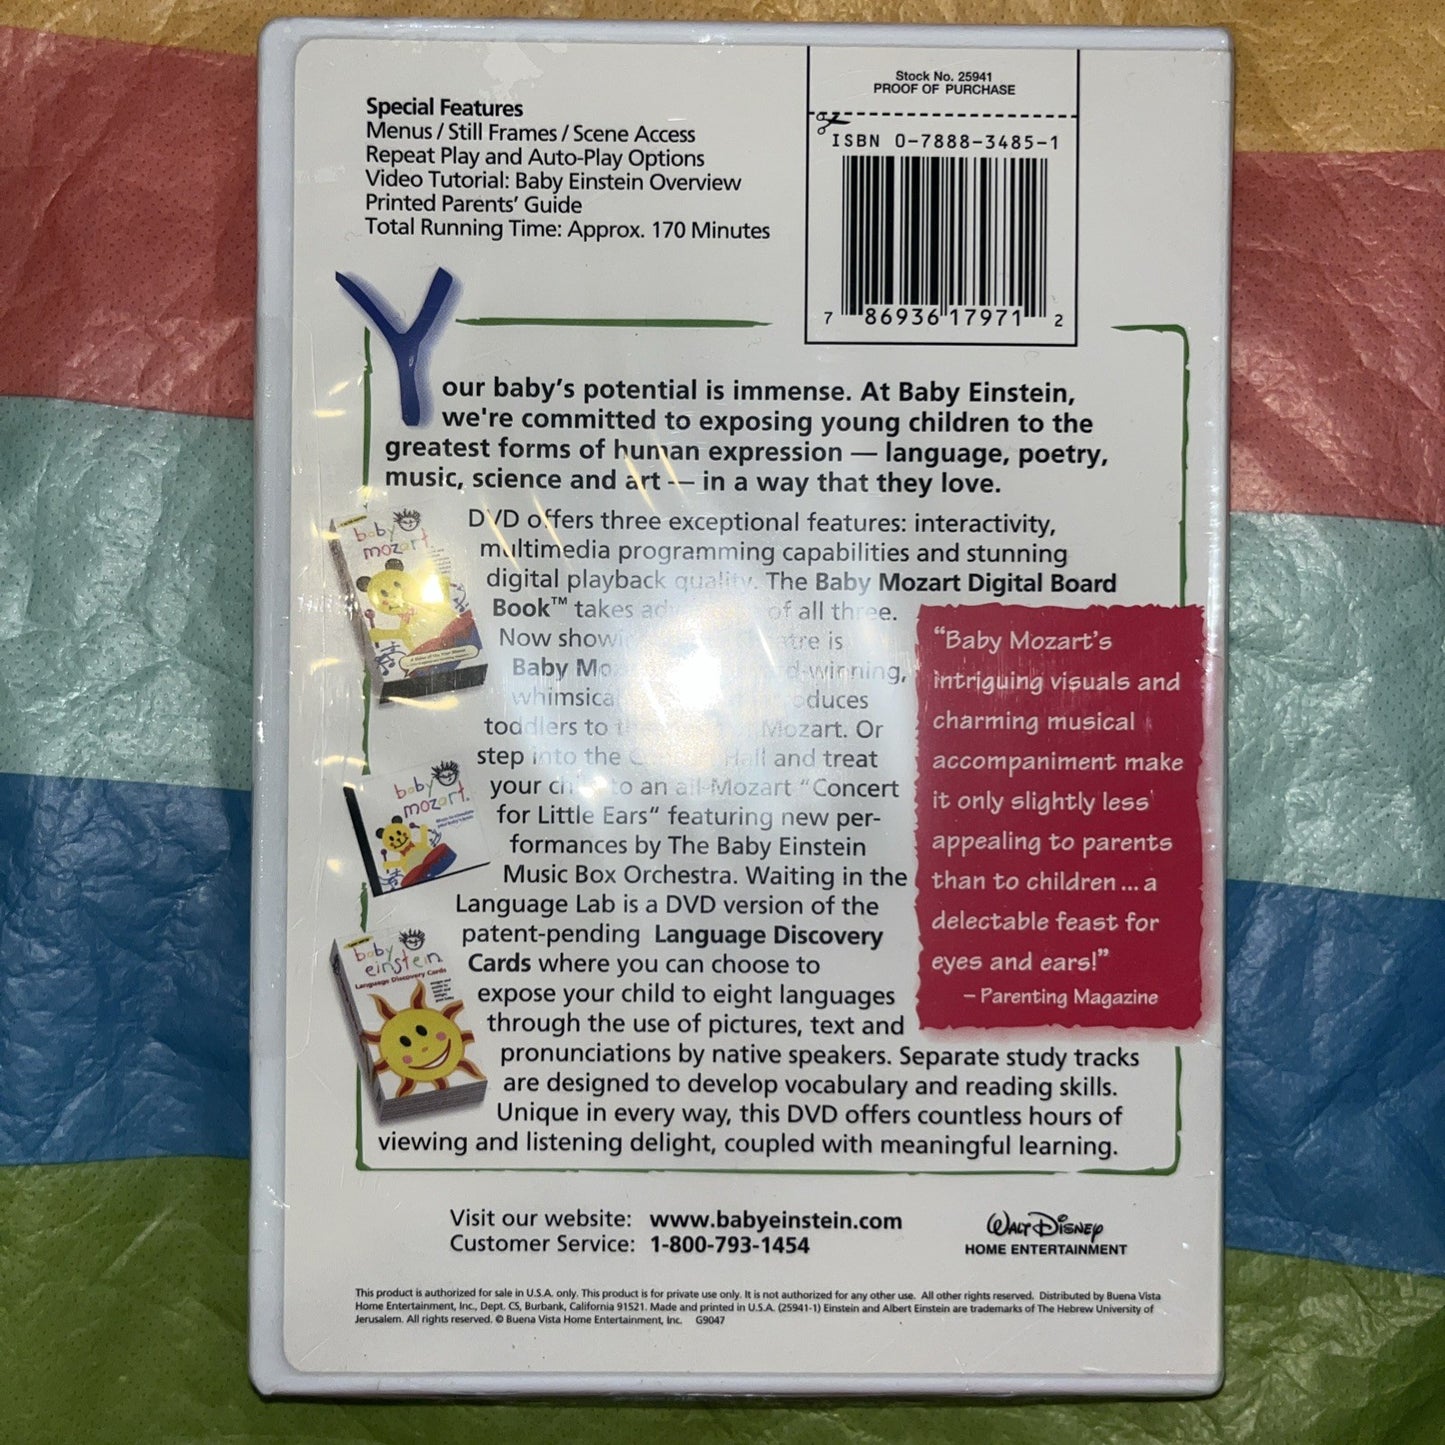 Special Features
Menus / Still Frames / Scene Access
Repeat Play and Auto-Play Options
Video Tutorial: Baby Einstein Overview
Printed Parents' Guide
Total Running Time: Approx. 170 Minutes
Stock No. 25941
PROOF OF PURCHASE
ISBN 0-7888-3485-1
7 86936 17971 2
Your baby's potential is immense. At Baby Einstein,
we're committed to exposing young children to the
greatest forms of human expression — language, poetry,
music, science and art — in a way that they love.
DVD offers three exceptional features: interactivity,
multimedia programming capabilities and stunning
digital playback quality. The Baby Mozart Digital Board
Book™ takes of all three.
Now is
Baby
whimsical
toddlers to Mozart. Or
step into the Hall and treat
your to an all-Mozart "Concert
for Little Ears" featuring new per-
formances by The Baby Einstein
Music Box Orchestra. Waiting in the
Language Lab is a DVD version of the
patent-pending Language Discovery
Cards where you can choose to
expose your child to eight languages
through the use of pictures, text and
pronunciations by native speakers. Separate study tracks
are designed to develop vocabulary and reading skills.
Unique in every way, this DVD offers countless hours of
viewing and listening delight, coupled with meaningful learning.
baby
mozart
baby
mozart
baby
einstein
Language Discovery Cards
"Baby Mozart's
intriguing visuals and
charming musical
accompaniment make
it only slightly less
appealing to parents
than to children ... a
delectable feast for
eyes and ears!"
– Parenting Magazine
Visit our website: www.babyeinstein.com
Customer Service: 1-800-793-1454
WALT DISNEY
HOME ENTERTAINMENT
This product is authorized for sale in U.S.A. only. This product is for private use only. It is not authorized for any other use. All other rights reserved. Distributed by Buena Vista
Home Entertainment, Inc., Dept. CS, Burbank, California 91521. Made and printed in U.S.A. (25941-1) Einstein and Albert Einstein are trademarks of The Hebrew University of
Jerusalem. All rights reserved. © Buena Vista Home Entertainment, Inc. G9047